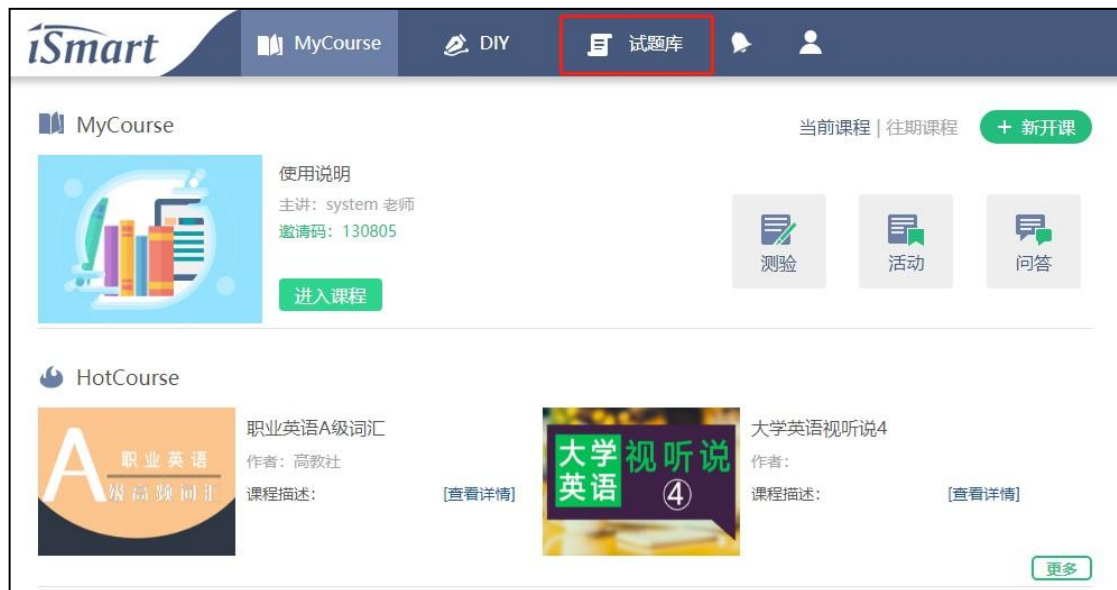 iSmart
MyCourse
DIY
试题库
MyCourse
当前课程 | 往期课程
+ 新开课
使用说明
主讲：system 老师
邀请码：130805
进入课程
测验
活动
问答
HotCourse
A
职业英语
级高频词汇
职业英语A级词汇
作者：高教社
课程描述：
[查看详情]
大学
英语
视听说
④
大学英语视听说4
作者：
课程描述：
[查看详情]
更多